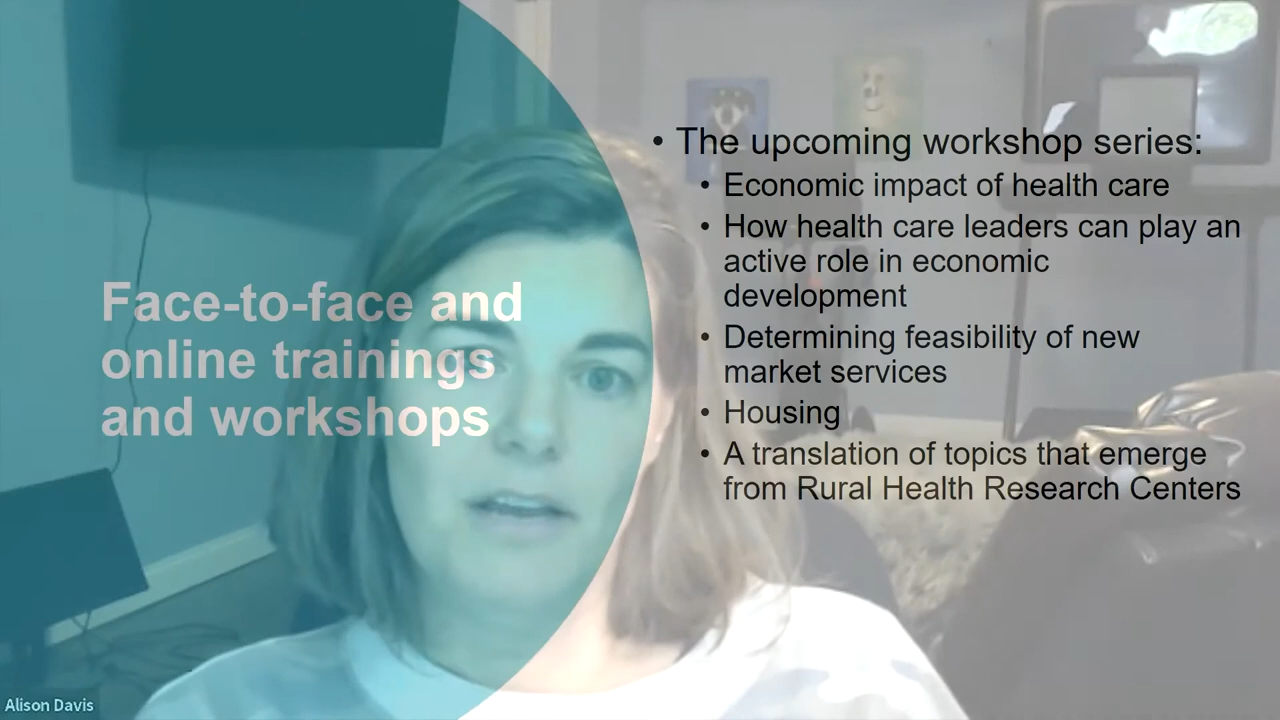 Face-to-face and
online trainings
and workshops
• The upcoming workshop series:
• Economic impact of health care
• How health care leaders can play an
active role in economic
development
• Determining feasibility of new
market services
• Housing
• A translation of topics that emerge
from Rural Health Research Centers
Alison Davis